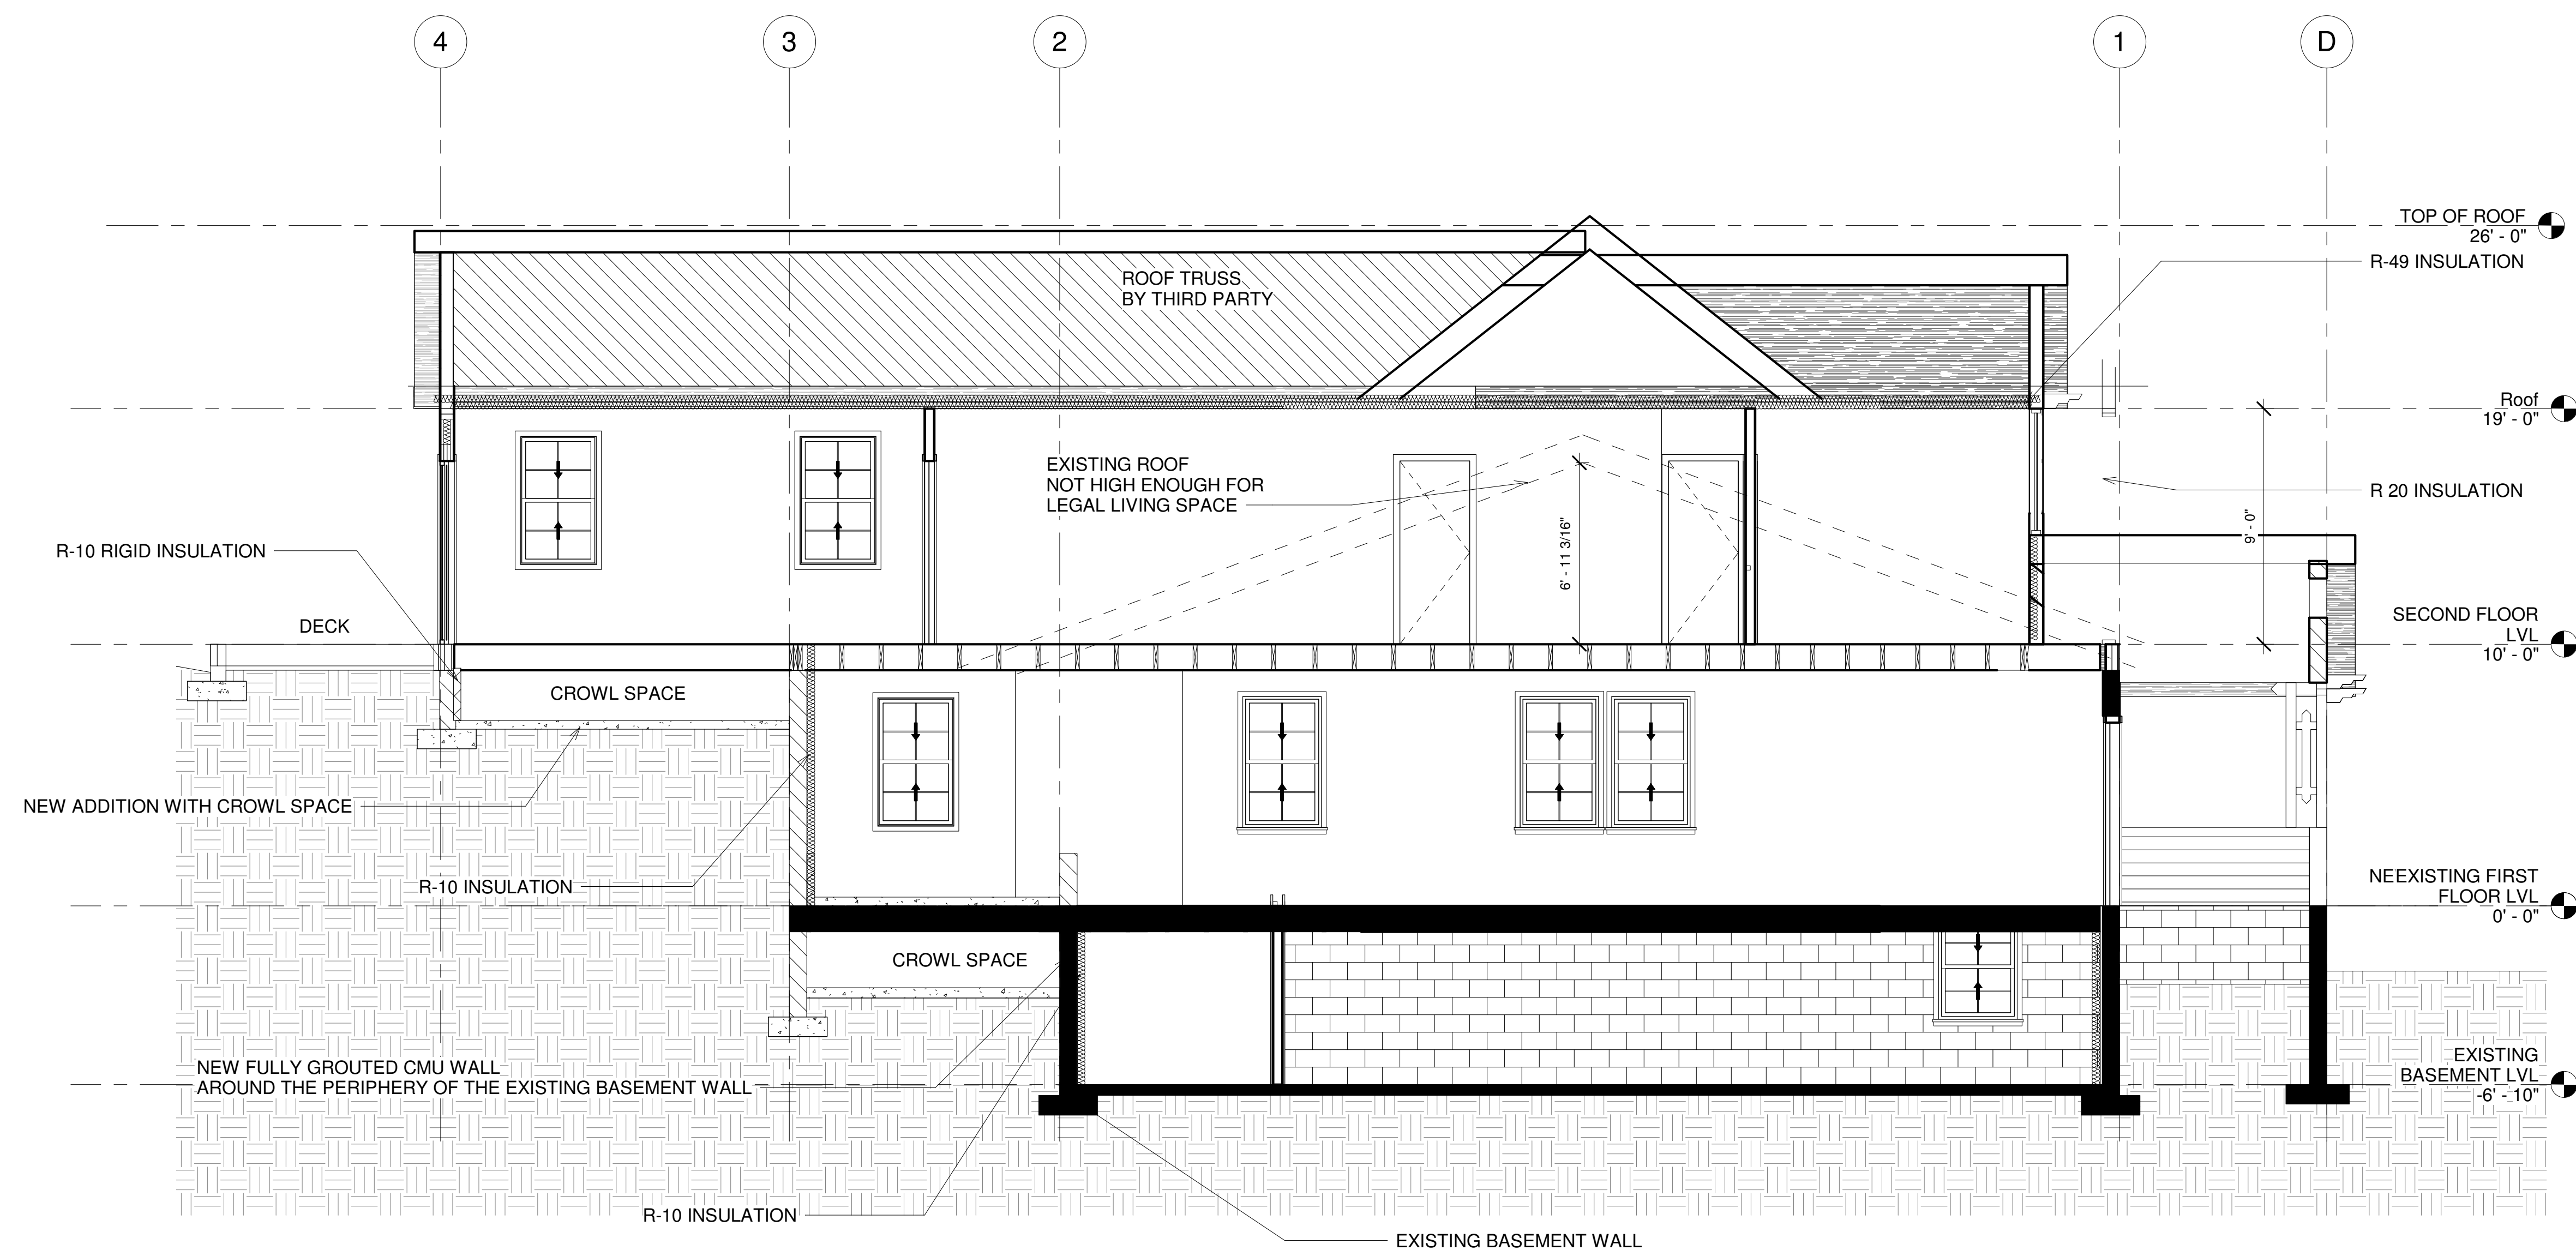 4
3
2
1
D
TOP OF ROOF
26' - 0"
R-49 INSULATION
ROOF TRUSS
BY THIRD PARTY
Roof
19' - 0"
EXISTING ROOF
NOT HIGH ENOUGH FOR
LEGAL LIVING SPACE
R 20 INSULATION
6' - 11 3/16"
9' - 0"
R-10 RIGID INSULATION
DECK
SECOND FLOOR
LVL
10' - 0"
CROWL SPACE
NEW ADDITION WITH CROWL SPACE
R-10 INSULATION
NEEXISTING FIRST
FLOOR LVL
0' - 0"
CROWL SPACE
NEW FULLY GROUTED CMU WALL
AROUND THE PERIPHERY OF THE EXISTING BASEMENT WALL
EXISTING
BASEMENT LVL
-6' - 10"
R-10 INSULATION
EXISTING BASEMENT WALL